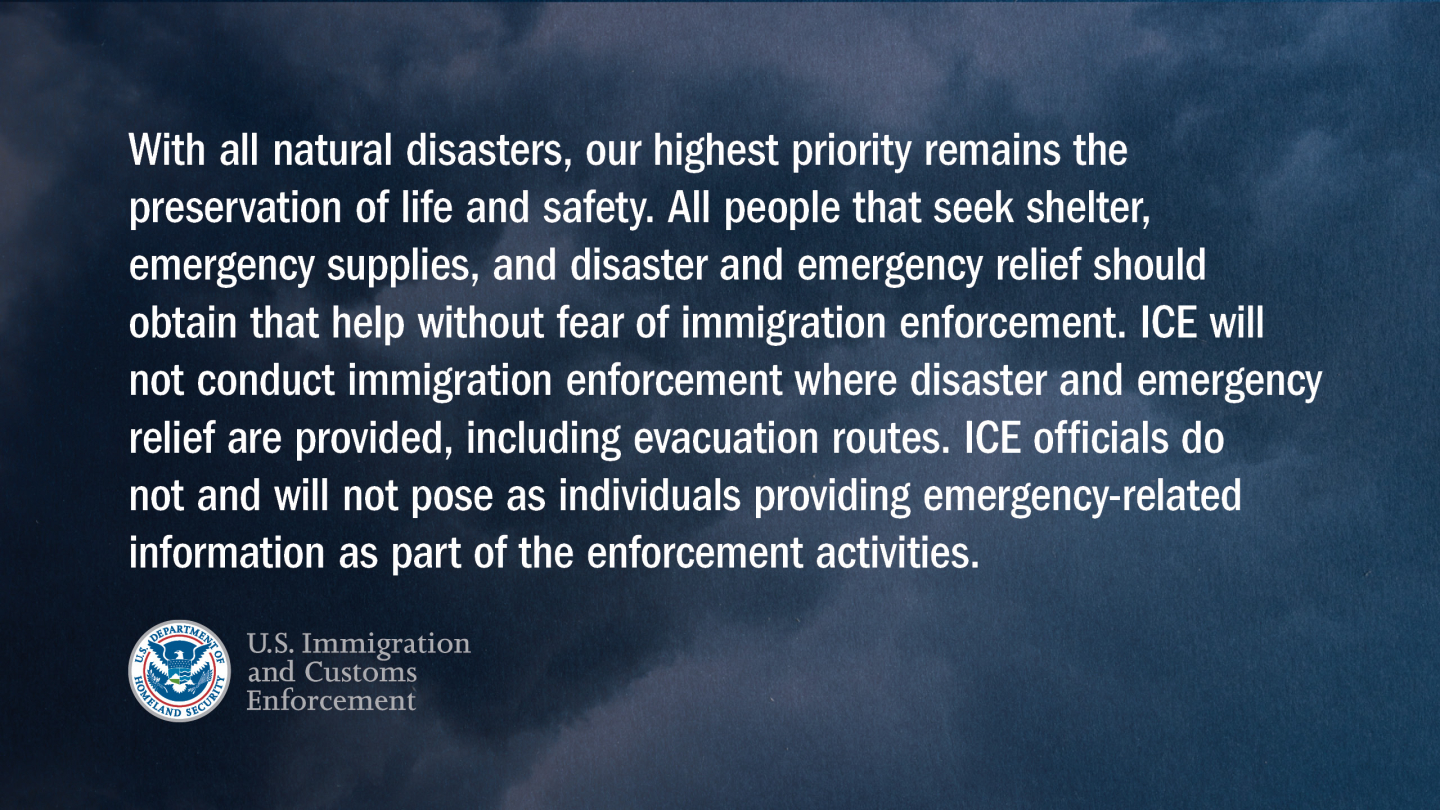 With all natural disasters, our highest priority remains the
preservation of life and safety. All people that seek shelter,
emergency supplies, and disaster and emergency relief should
obtain that help without fear of immigration enforcement. ICE will
not conduct immigration enforcement where disaster and emergency
relief are provided, including evacuation routes. ICE officials do
not and will not pose as individuals providing emergency-related
information as part of the enforcement activities.
U.S. DEPARTMENT OF
HOMELAND SECURITY
U.S. Immigration
and Customs
Enforcement